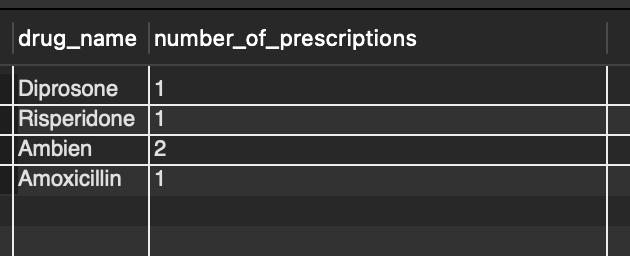 drug_name number_of_prescriptions
Diprosone 1
Risperidone 1
Ambien 2
Amoxicillin 1